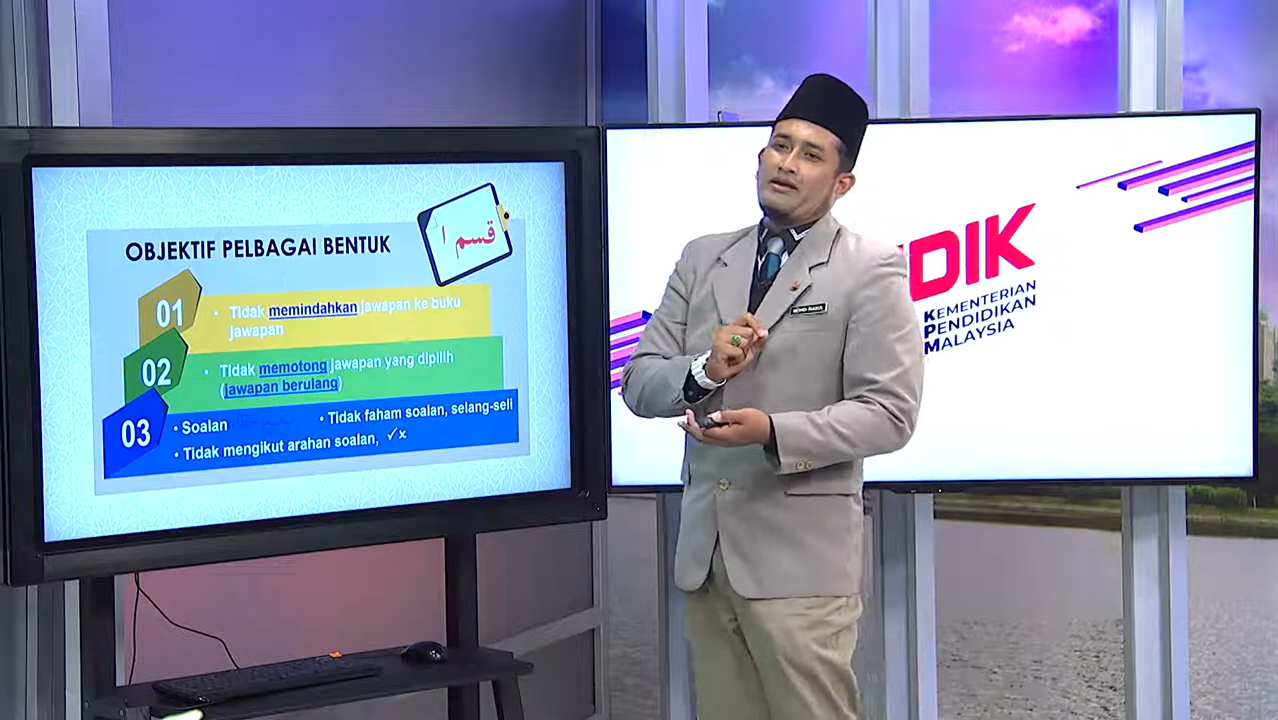 OBJEKTIF PELBAGAI BENTUK
قسم ١
01
• Tidak memindahkan jawapan ke buku
jawapan
02
• Tidak memotong jawapan yang dipilih
(jawapan berulang)
03
• Soalan
• Tidak faham soalan, selang-seli
• Tidak mengikut arahan soalan, ✓x
DIK
KEMENTERIAN
PENDIDIKAN
MALAYSIA